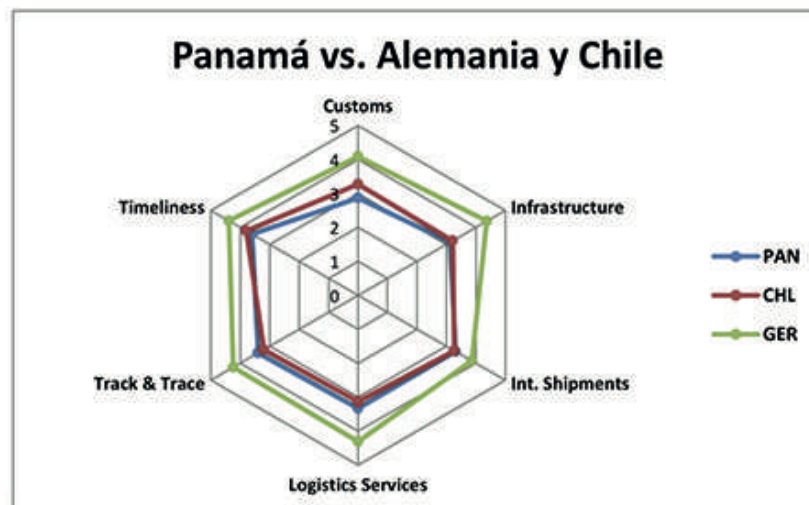 Panamá vs. Alemania y Chile
Customs
5
4
3
2
1
0
Timeliness
Infrastructure
Track & Trace
Int. Shipments
Logistics Services
PAN
CHL
GER